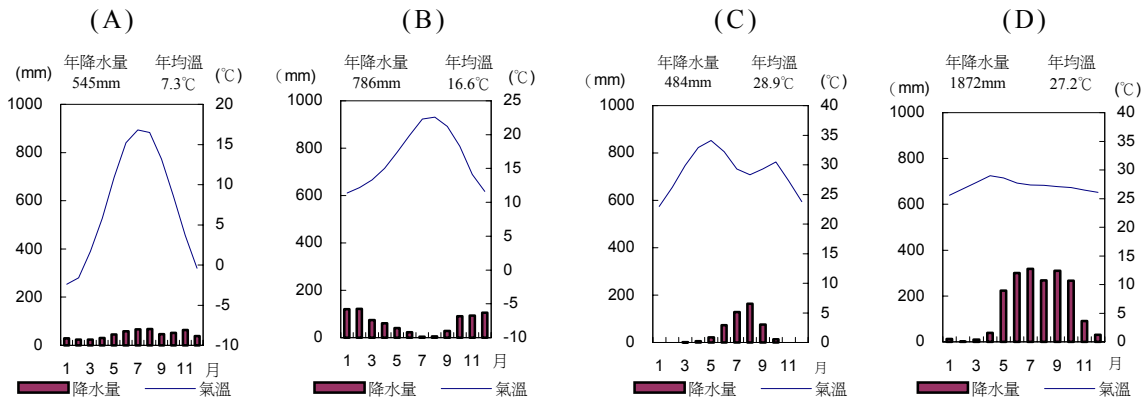 (A)
年降水量 年均溫
(mm) 545mm 7.3℃ (℃)
1000 20
800 15
10
600 5
400 0
200 -5
0 -10
1 3 5 7 9 11 月
降水量 氣溫
(B)
年降水量 年均溫
(mm) 786mm 16.6℃ (℃)
1000 25
800 20
15
600 10
400 5
0
200 -5
0 -10
1 3 5 7 9 11 月
降水量 氣溫
(C)
年降水量 年均溫
(mm) 484mm 28.9℃ (℃)
1000 40
35
800 30
600 25
20
400 15
200 10
5
0 0
1 3 5 7 9 11 月
降水量 氣溫
(D)
年降水量 年均溫
(mm) 1872mm 27.2℃ (℃)
1000 40
35
800 30
600 25
20
400 15
200 10
5
0 0
1 3 5 7 9 11 月
降水量 氣溫